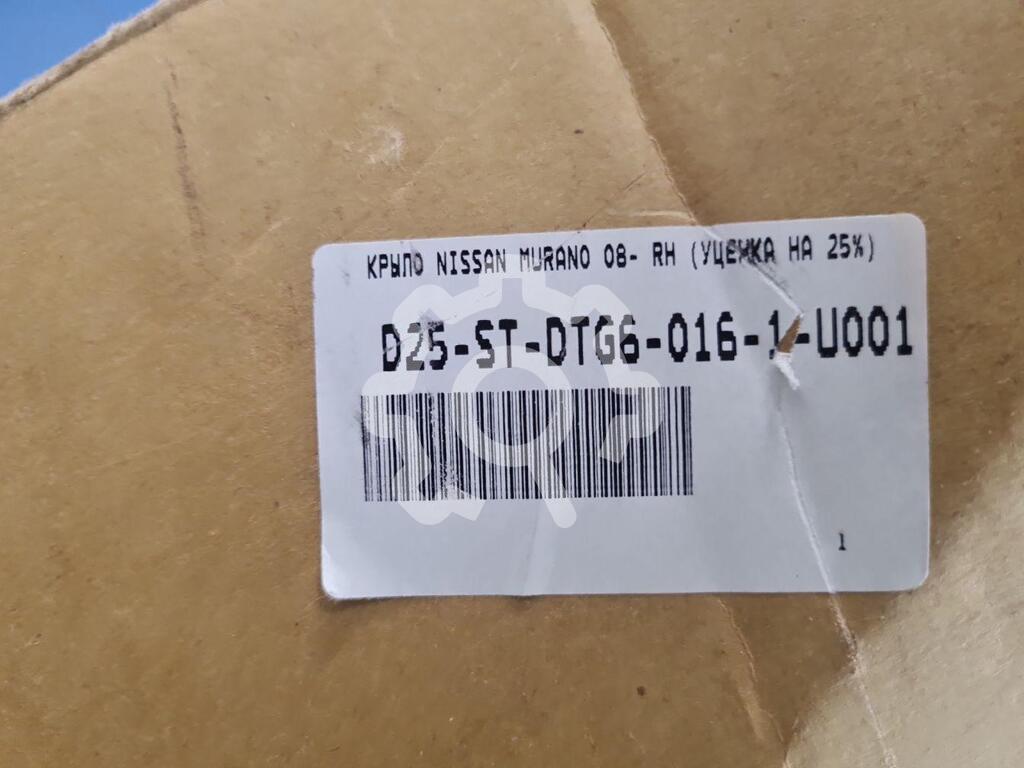 КРЫЛО NISSAN MURANO 08- RH (УЦЕНКА НА 25%)
D25-ST-DTG6-016-1-U001
1